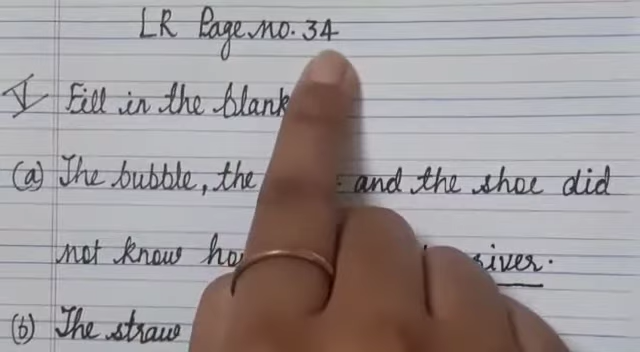 LR Page no. 34
V Fill in the blank
(a) The bubble, the and the shoe did
not know river.
(b) The straw